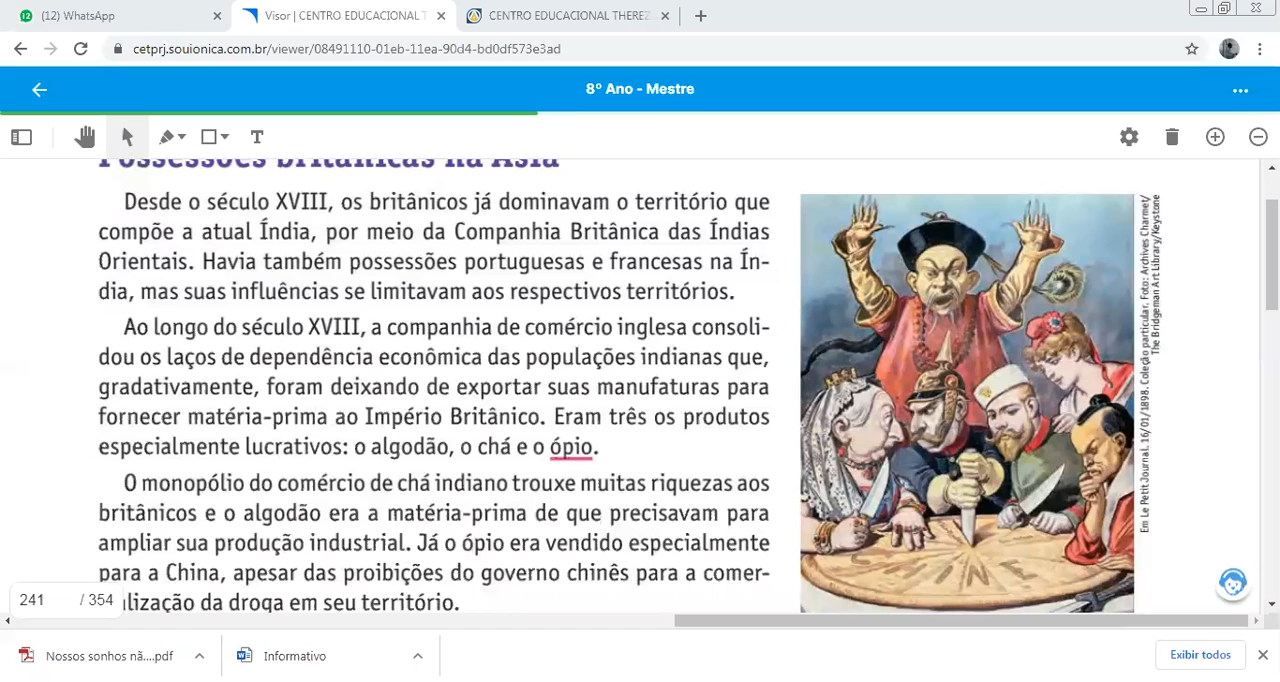 (12) WhatsApp
Visor | CENTRO EDUCACIONAL T
CENTRO EDUCACIONAL THEREZ
cetprj.souionica.com.br/viewer/08491110-01eb-11ea-90d4-bd0df573e3ad
8º Ano - Mestre
T
Possessões britânicas na Ásia
Desde o século XVIII, os britânicos já dominavam o território que
compõe a atual Índia, por meio da Companhia Britânica das Índias
Orientais. Havia também possessões portuguesas e francesas na Ín-
dia, mas suas influências se limitavam aos respectivos territórios.
Ao longo do século XVIII, a companhia de comércio inglesa consoli-
dou os laços de dependência econômica das populações indianas que,
gradativamente, foram deixando de exportar suas manufaturas para
fornecer matéria-prima ao Império Britânico. Eram três os produtos
especialmente lucrativos: o algodão, o chá e o ópio.
O monopólio do comércio de chá indiano trouxe muitas riquezas aos
britânicos e o algodão era a matéria-prima de que precisavam para
ampliar sua produção industrial. Já o ópio era vendido especialmente
para a China, apesar das proibições do governo chinês para a comer-
ialização da droga em seu território.
CHINE
Em Le Petit Journal. 16/01/1898. Coleção particular. Foto: Archives Charmet/
The Bridgeman Art Library/Keystone
241 / 354
Nossos sonhos nã....pdf
Informativo
Exibir todos